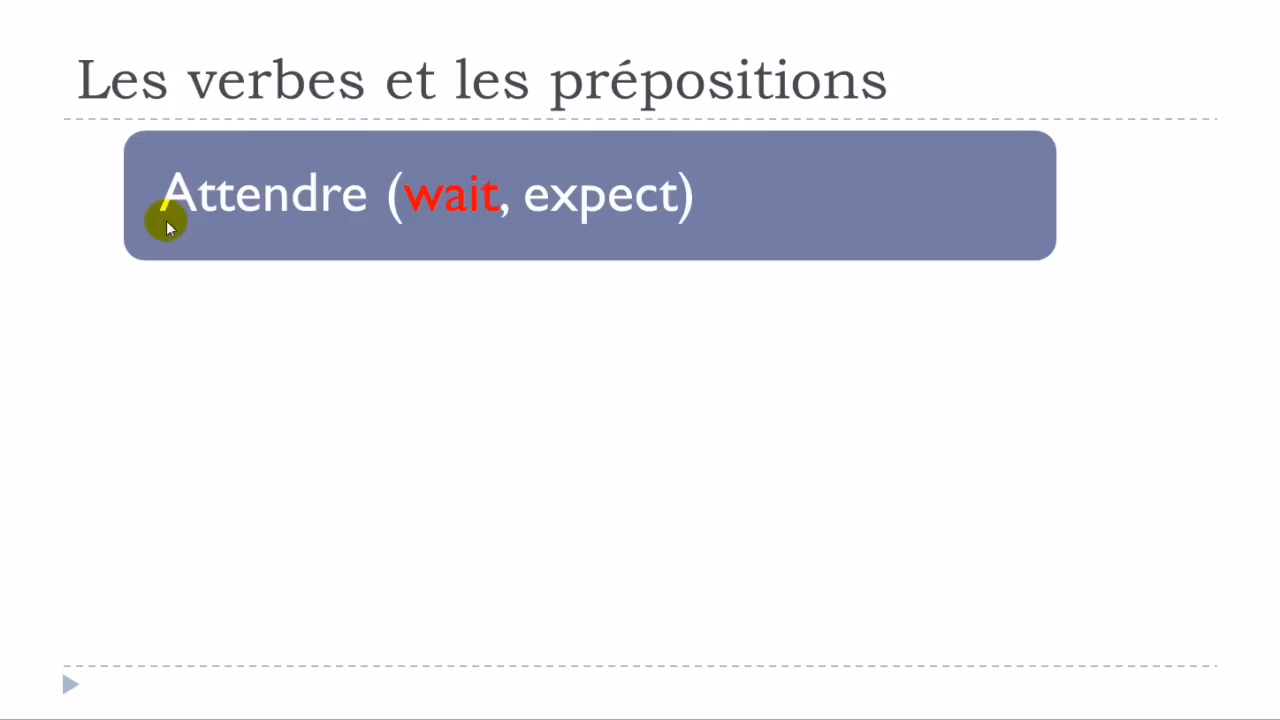 Les verbes et les prépositions
Attendre (wait, expect)